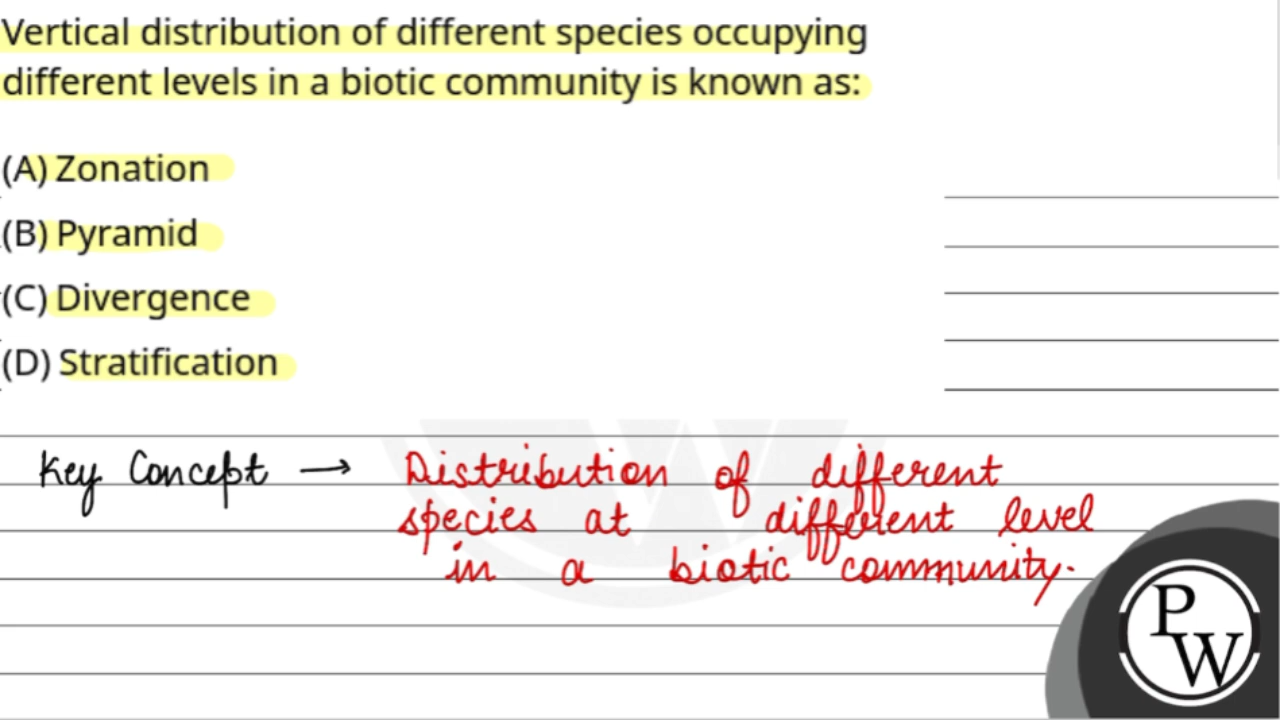 Vertical distribution of different species occupying
different levels in a biotic community is known as:
(A) Zonation
(B) Pyramid
(C) Divergence
(D) Stratification
Key Concept → Distribution of different
species at different level
in a biotic community.
PW